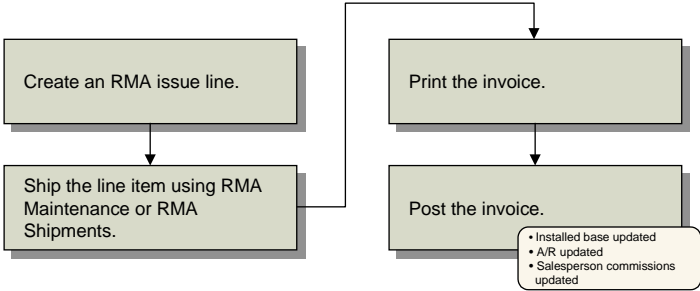 Create an RMA issue line.
Ship the line item using RMA
Maintenance or RMA
Shipments.
Print the invoice.
Post the invoice.
• Installed base updated
• A/R updated
• Salesperson commissions
updated